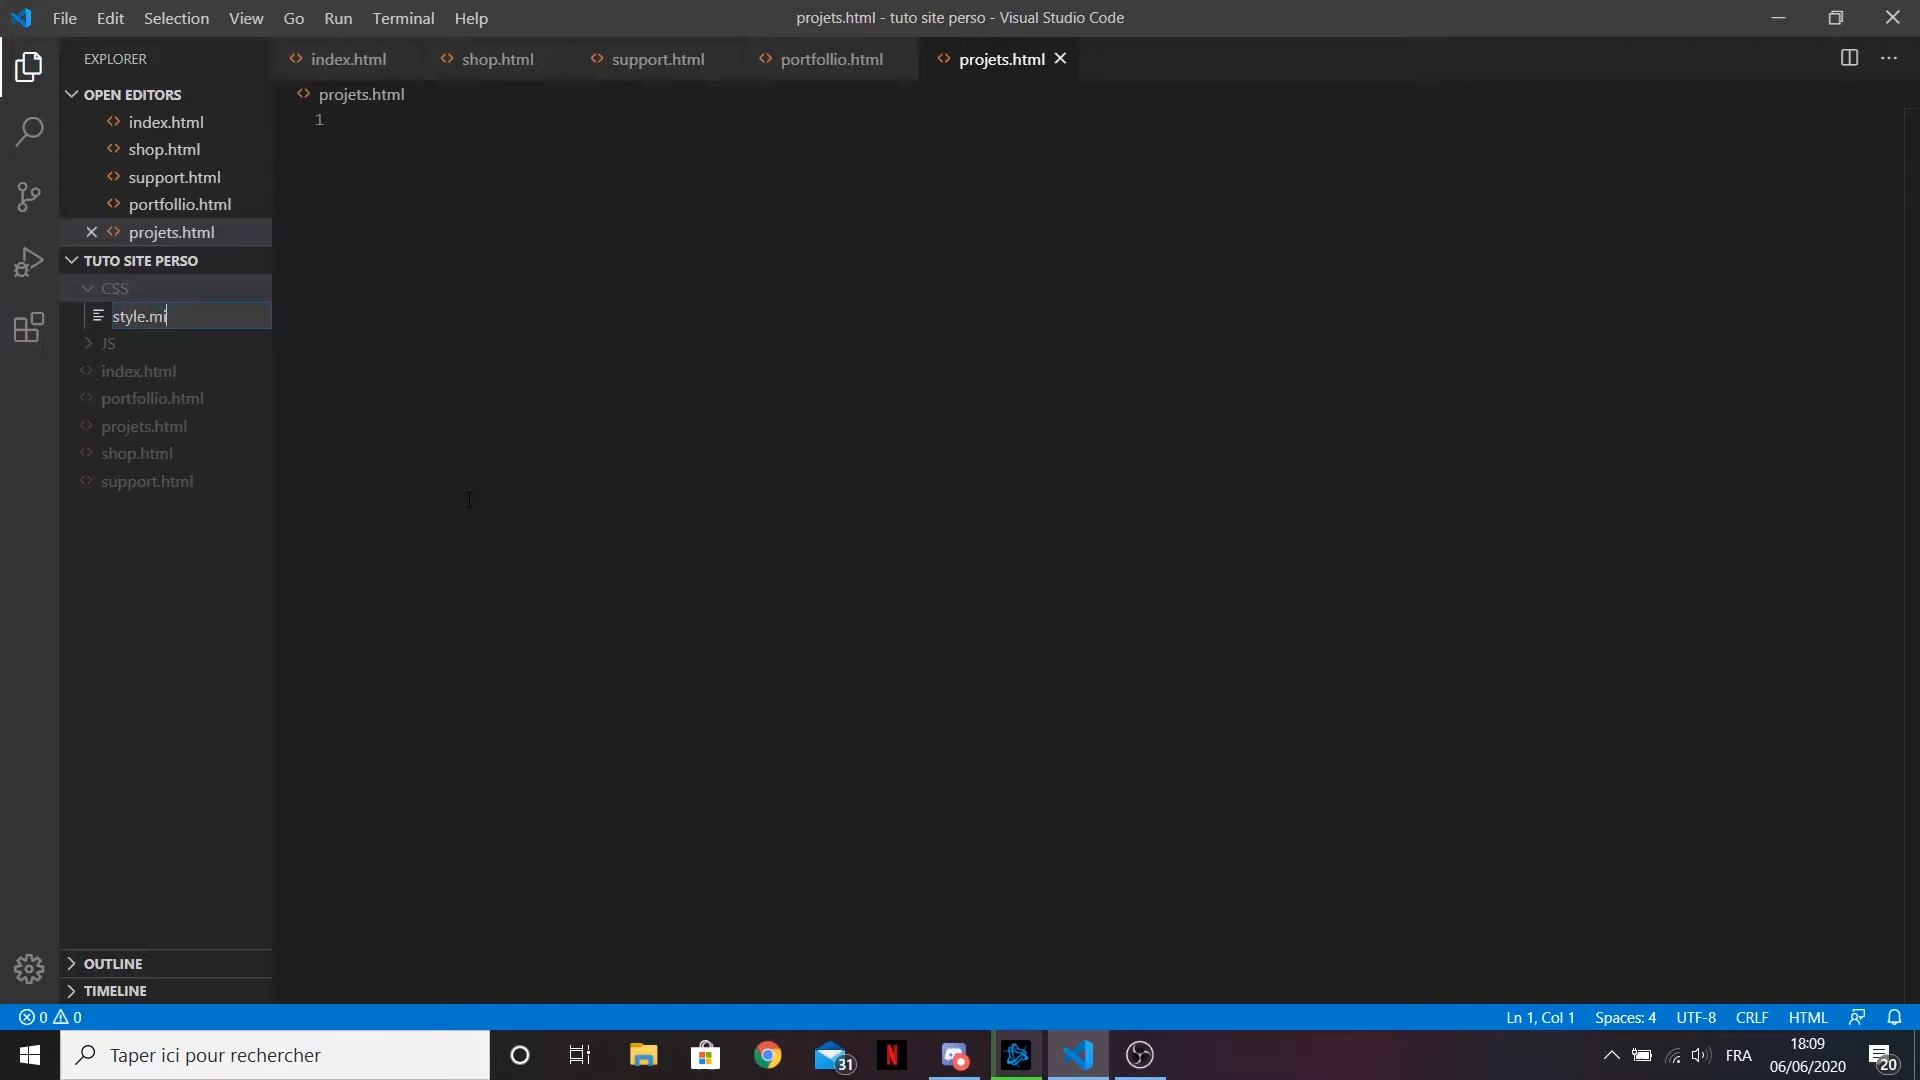 File Edit Selection View Go Run Terminal Help
projets.html - tuto site perso - Visual Studio Code
EXPLORER
index.html shop.html support.html portfollio.html projets.html
OPEN EDITORS
index.html
shop.html
support.html
portfollio.html
projets.html
TUTO SITE PERSO
CSS
style.mi
JS
index.html
portfollio.html
projets.html
shop.html
support.html
projets.html
1
OUTLINE
TIMELINE
0 0
Ln 1, Col 1 Spaces: 4 UTF-8 CRLF HTML
Taper ici pour rechercher
31
N
FRA
18:09
06/06/2020
20